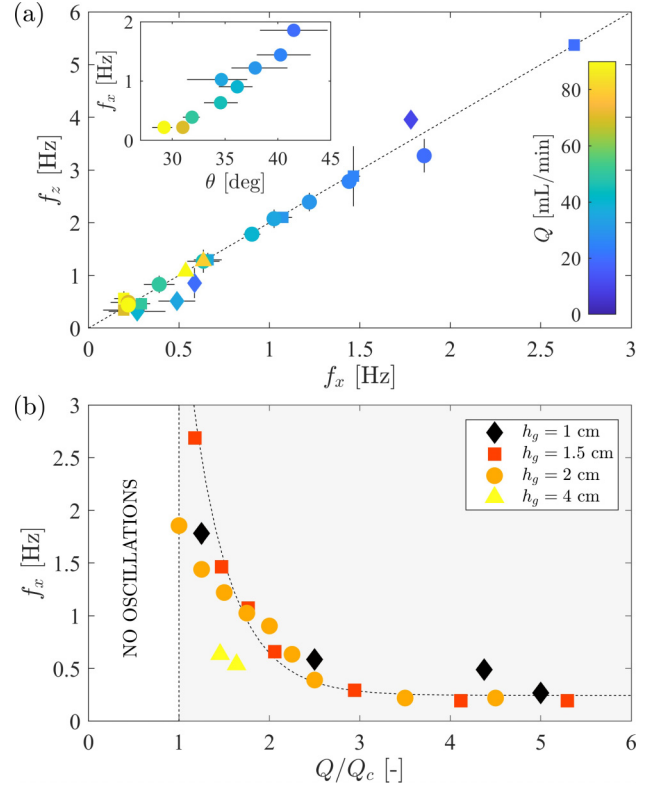 (a)
6
5
4
3
2
1
0
f_z [Hz]
0
0.5
1
1.5
2
2.5
3
f_x [Hz]
2
1
0
f_x [Hz]
30
35
40
45
θ [deg]
80
60
40
20
0
Q [mL/min]
(b)
3
2.5
2
1.5
1
0.5
0
f_x [Hz]
NO OSCILLATIONS
h_g = 1 cm
h_g = 1.5 cm
h_g = 2 cm
h_g = 4 cm
0
1
2
3
4
5
6
Q/Q_c [-]